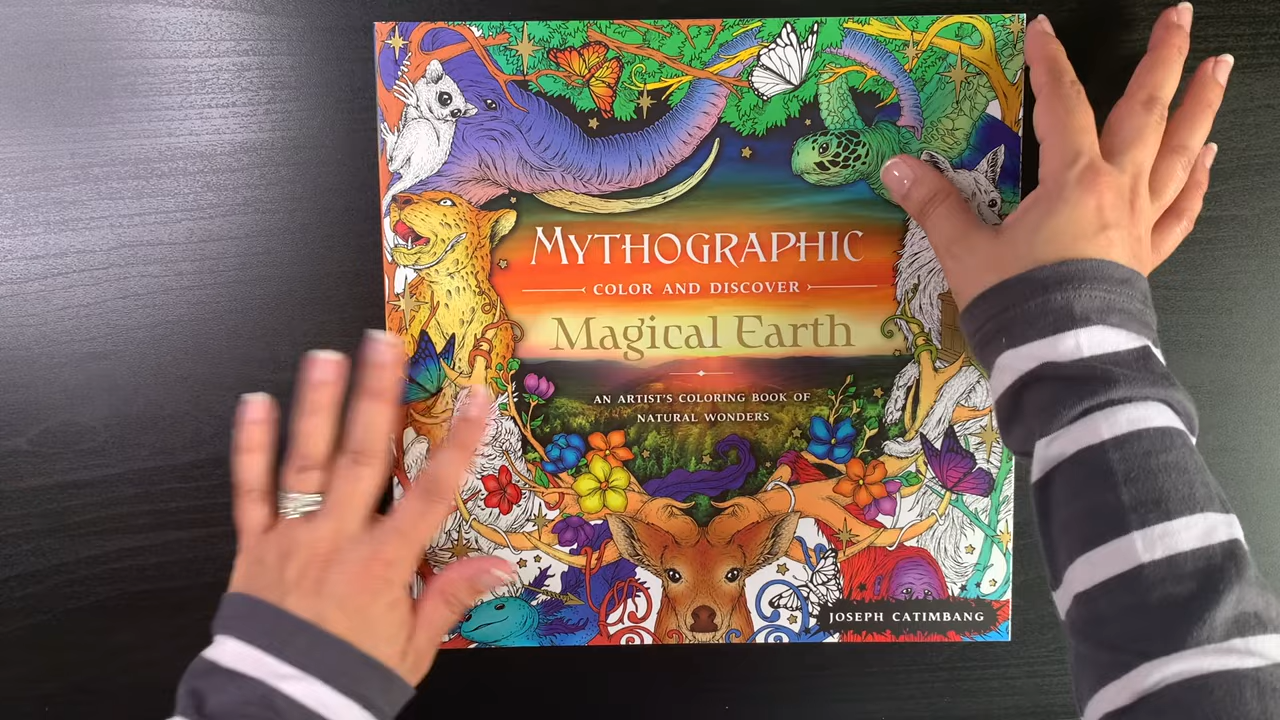 MYTHOGRAPHIC
COLOR AND DISCOVER
Magical Earth
AN ARTIST'S COLORING BOOK OF
NATURAL WONDERS
JOSEPH CATIMBANG